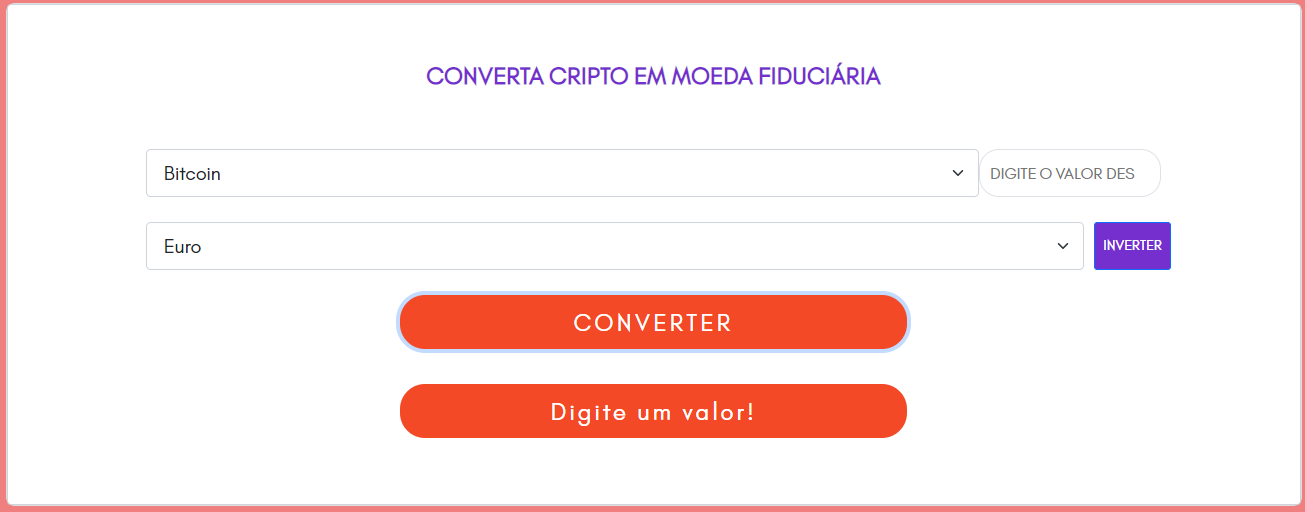 CONVERTA CRIPTO EM MOEDA FIDUCIÁRIA
Bitcoin
DIGITE O VALOR DES
Euro
INVERTER
CONVERTER
Digite um valor!